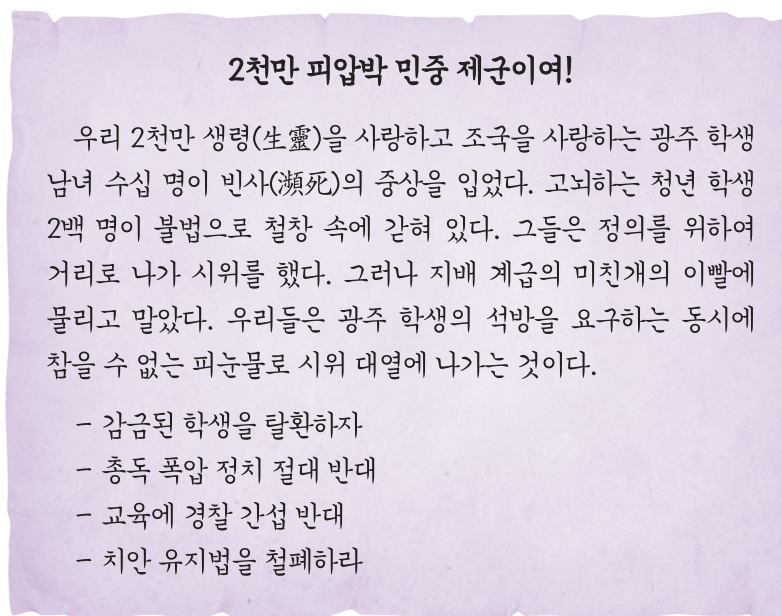 2천만 피압박 민중 제군이여!
우리 2천만 생령(生靈)을 사랑하고 조국을 사랑하는 광주 학생
남녀 수십 명이 빈사(瀕死)의 중상을 입었다. 고뇌하는 청년 학생
2백 명이 불법으로 철창 속에 갇혀 있다. 그들은 정의를 위하여
거리로 나가 시위를 했다. 그러나 지배 계급의 미친개의 이빨에
물리고 말았다. 우리들은 광주 학생의 석방을 요구하는 동시에
참을 수 없는 피눈물로 시위 대열에 나가는 것이다.
- 감금된 학생을 탈환하자
- 총독 폭압 정치 절대 반대
- 교육에 경찰 간섭 반대
- 치안 유지법을 철폐하라